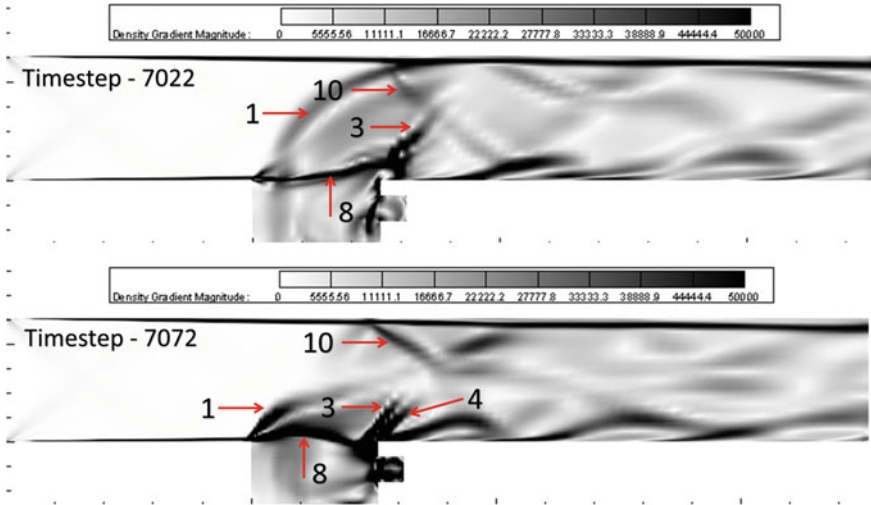 Density Gradient Magnitude: 0 5555.56 11111.1 16666.7 22222.2 27777.8 33333.3 38888.9 44444.4 50000
Timestep - 7022
10
1
3
8
Density Gradient Magnitude: 0 5555.56 11111.1 16666.7 22222.2 27777.8 33333.3 38888.9 44444.4 50000
Timestep - 7072
10
1 3 4
8